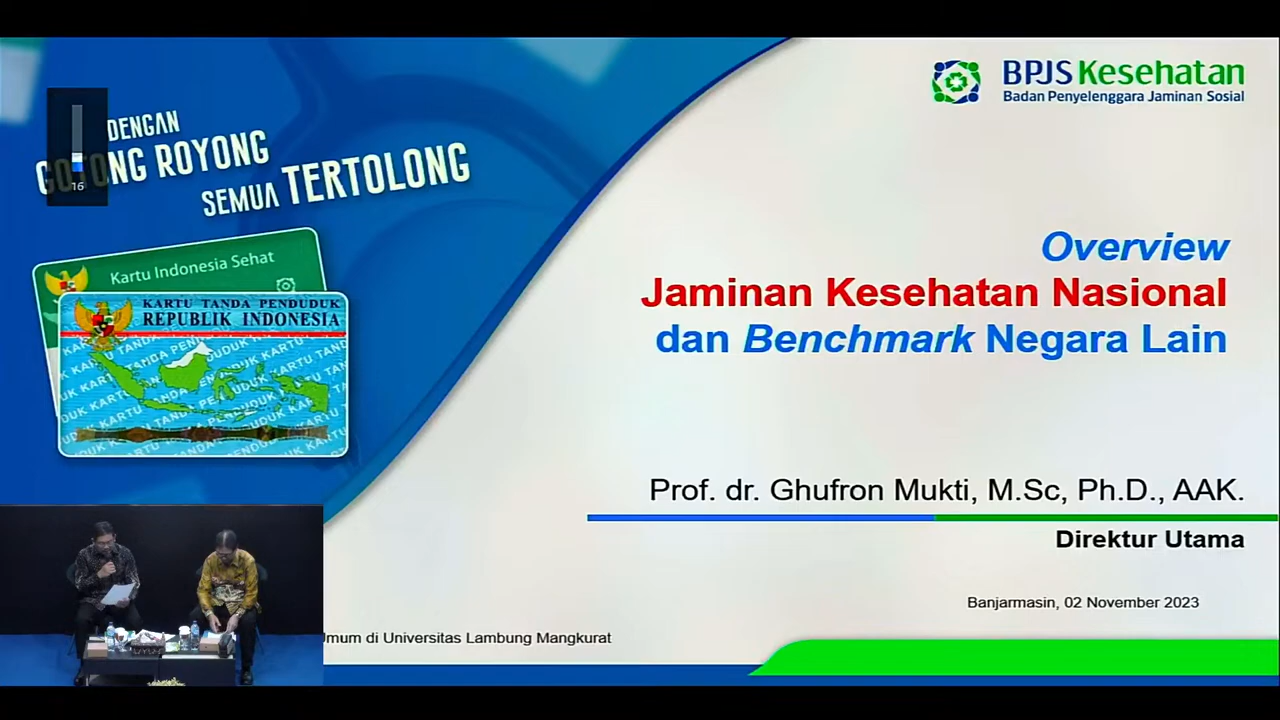 BPJS Kesehatan
Badan Penyelenggara Jaminan Sosial
DENGAN
GOTONG ROYONG
SEMUA TERTOLONG
16
Kartu Indonesia Sehat
KARTU TANDA PENDUDUK
REPUBLIK INDONESIA
Overview
Jaminan Kesehatan Nasional
dan Benchmark Negara Lain
Prof. dr. Ghufron Mukti, M.Sc, Ph.D., AAK.
Direktur Utama
Banjarmasin, 02 November 2023
Umum di Universitas Lambung Mangkurat